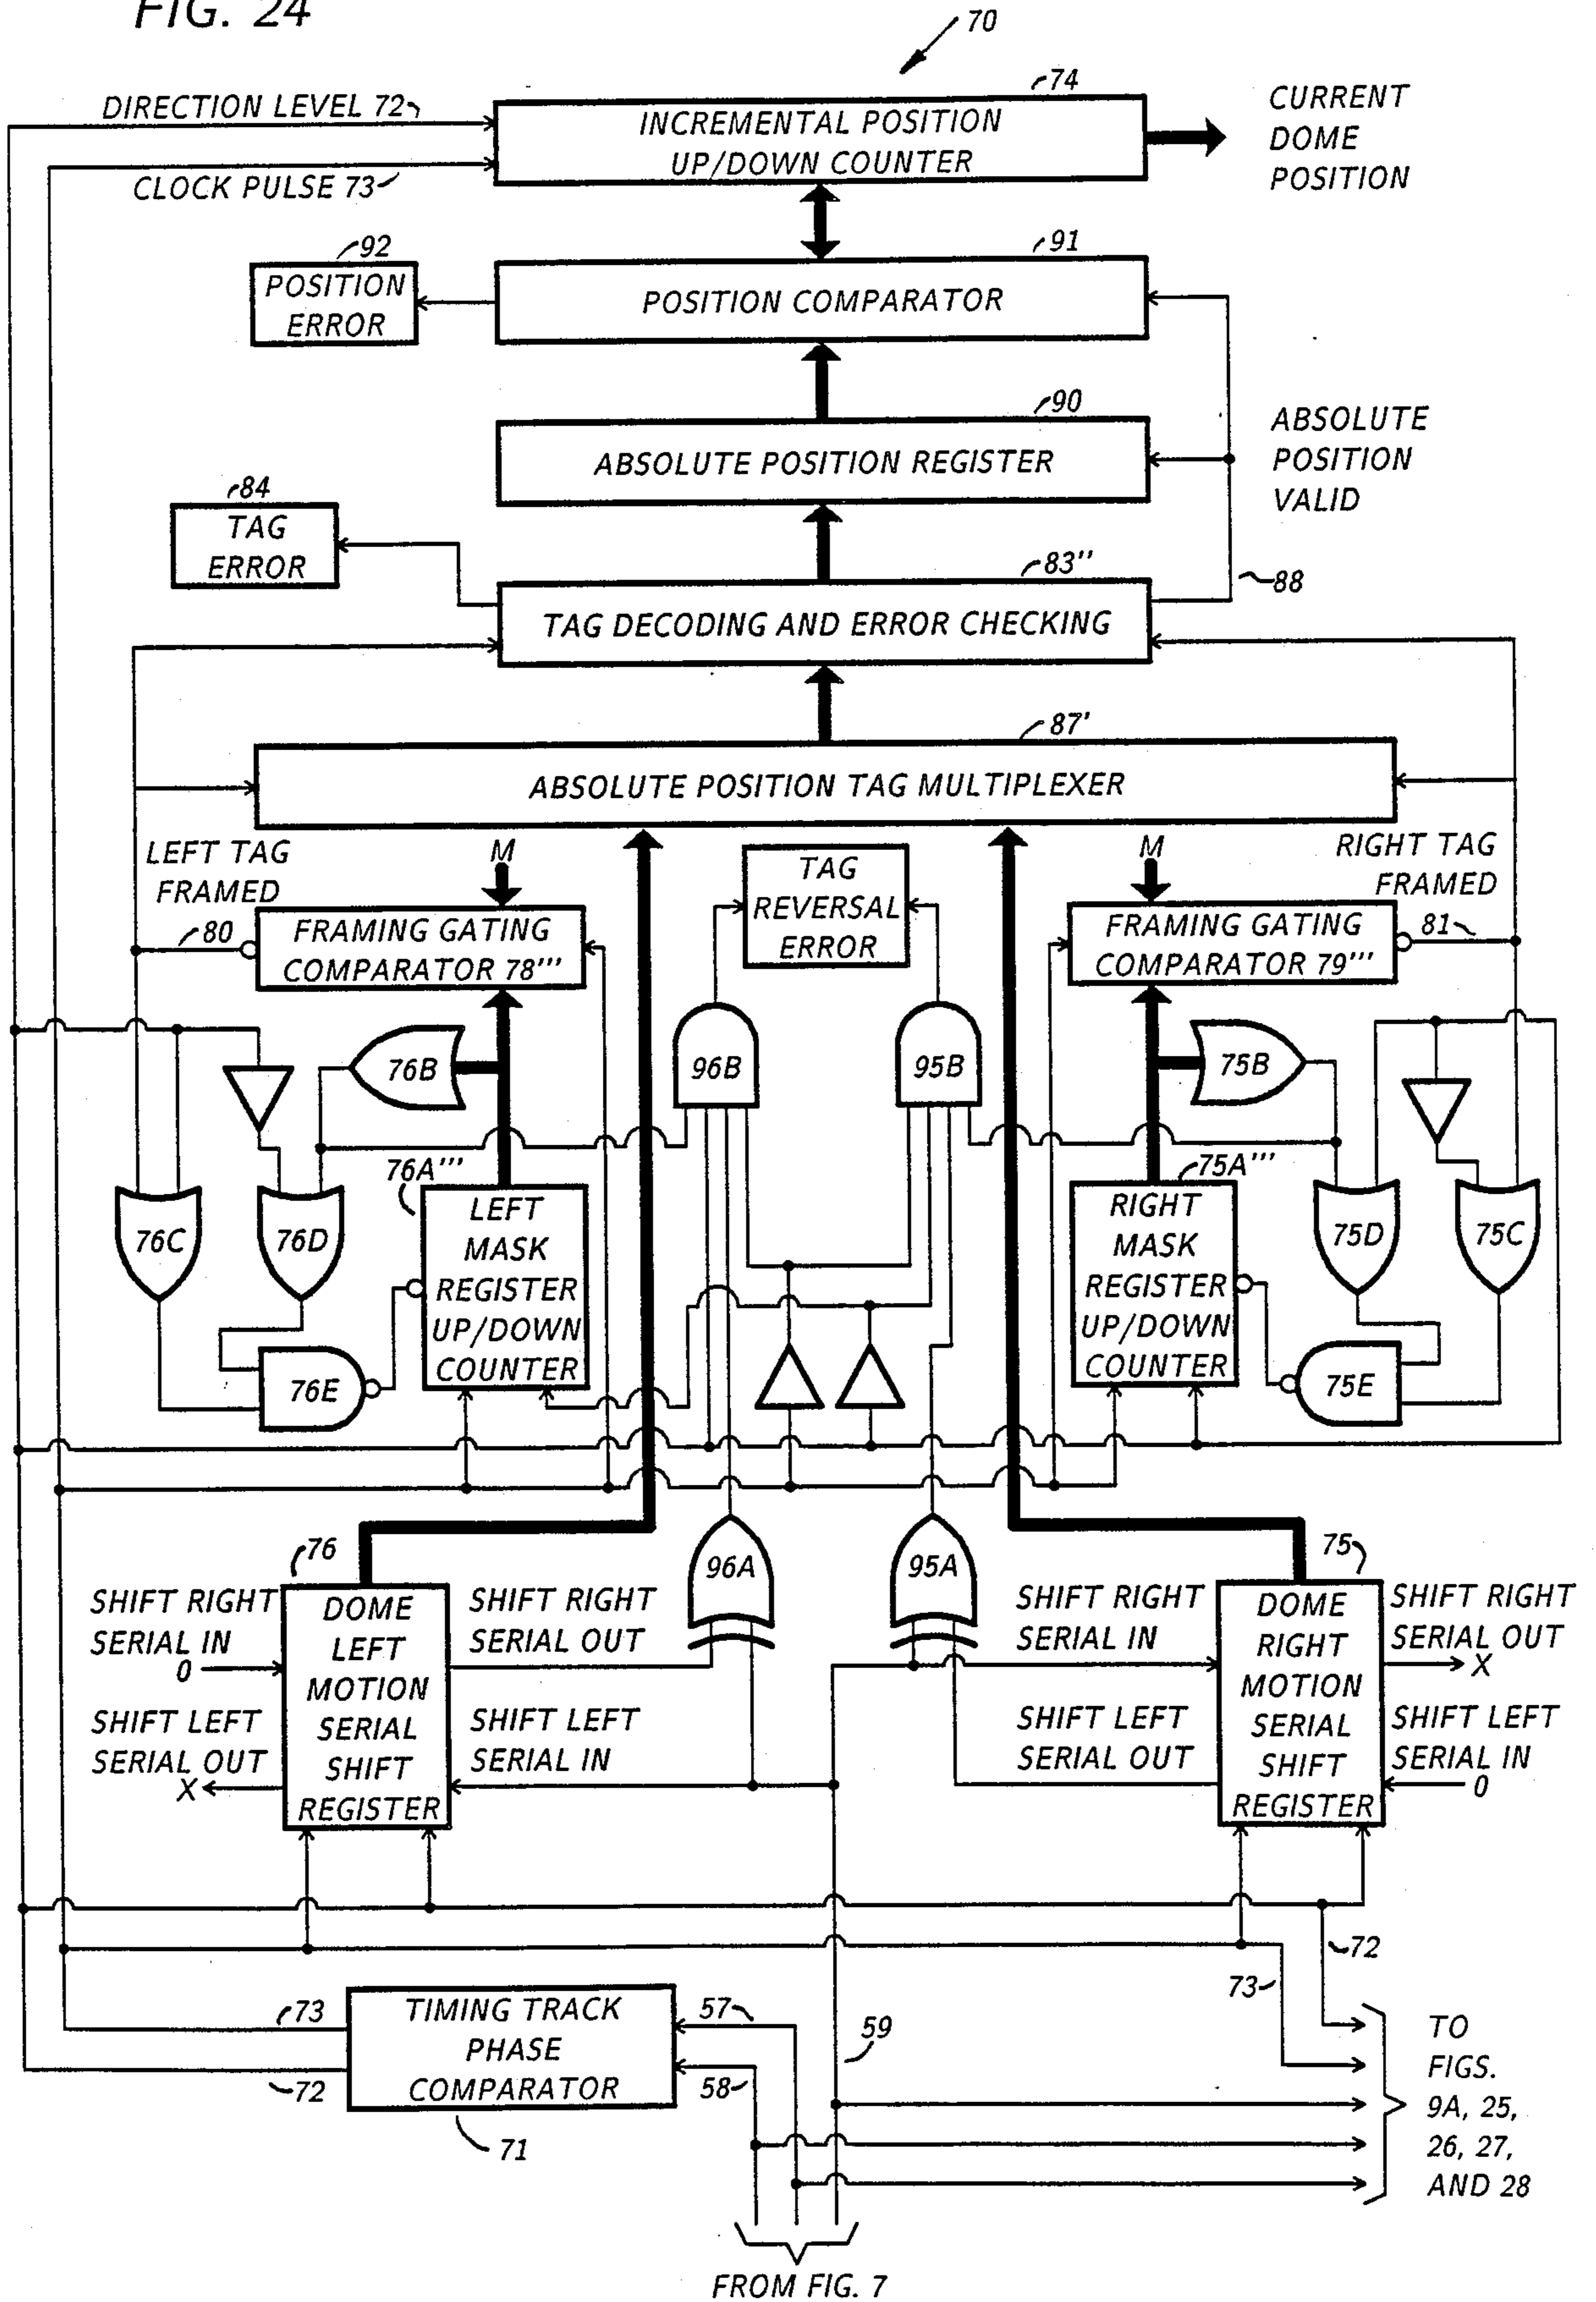 FIG. 24
70
DIRECTION LEVEL 72
CLOCK PULSE 73
74
INCREMENTAL POSITION
UP/DOWN COUNTER
CURRENT
DOME
POSITION
92
POSITION
ERROR
91
POSITION COMPARATOR
90
ABSOLUTE POSITION REGISTER
ABSOLUTE
POSITION
VALID
84
TAG
ERROR
83''
TAG DECODING AND ERROR CHECKING
88
87'
ABSOLUTE POSITION TAG MULTIPLEXER
LEFT TAG
FRAMED
80
M
FRAMING GATING
COMPARATOR 78'''
TAG
REVERSAL
ERROR
M
RIGHT TAG
FRAMED
FRAMING GATING
COMPARATOR 79'''
81
76B
96B
95B
75B
76A'''
75A'''
76C
76D
LEFT
MASK
REGISTER
UP/DOWN
COUNTER
RIGHT
MASK
REGISTER
UP/DOWN
COUNTER
75D
75C
76E
75E
76
96A
95A
75
SHIFT RIGHT
SERIAL IN
0
SHIFT LEFT
SERIAL OUT
X
DOME
LEFT
MOTION
SERIAL
SHIFT
REGISTER
SHIFT RIGHT
SERIAL OUT
SHIFT LEFT
SERIAL IN
SHIFT RIGHT
SERIAL IN
SHIFT LEFT
SERIAL OUT
DOME
RIGHT
MOTION
SERIAL
SHIFT
REGISTER
SHIFT RIGHT
SERIAL OUT
X
SHIFT LEFT
SERIAL IN
0
72
73
73
72
TIMING TRACK
PHASE
COMPARATOR
71
57
58
59
TO
FIGS.
9A, 25,
26, 27,
AND 28
FROM FIG. 7